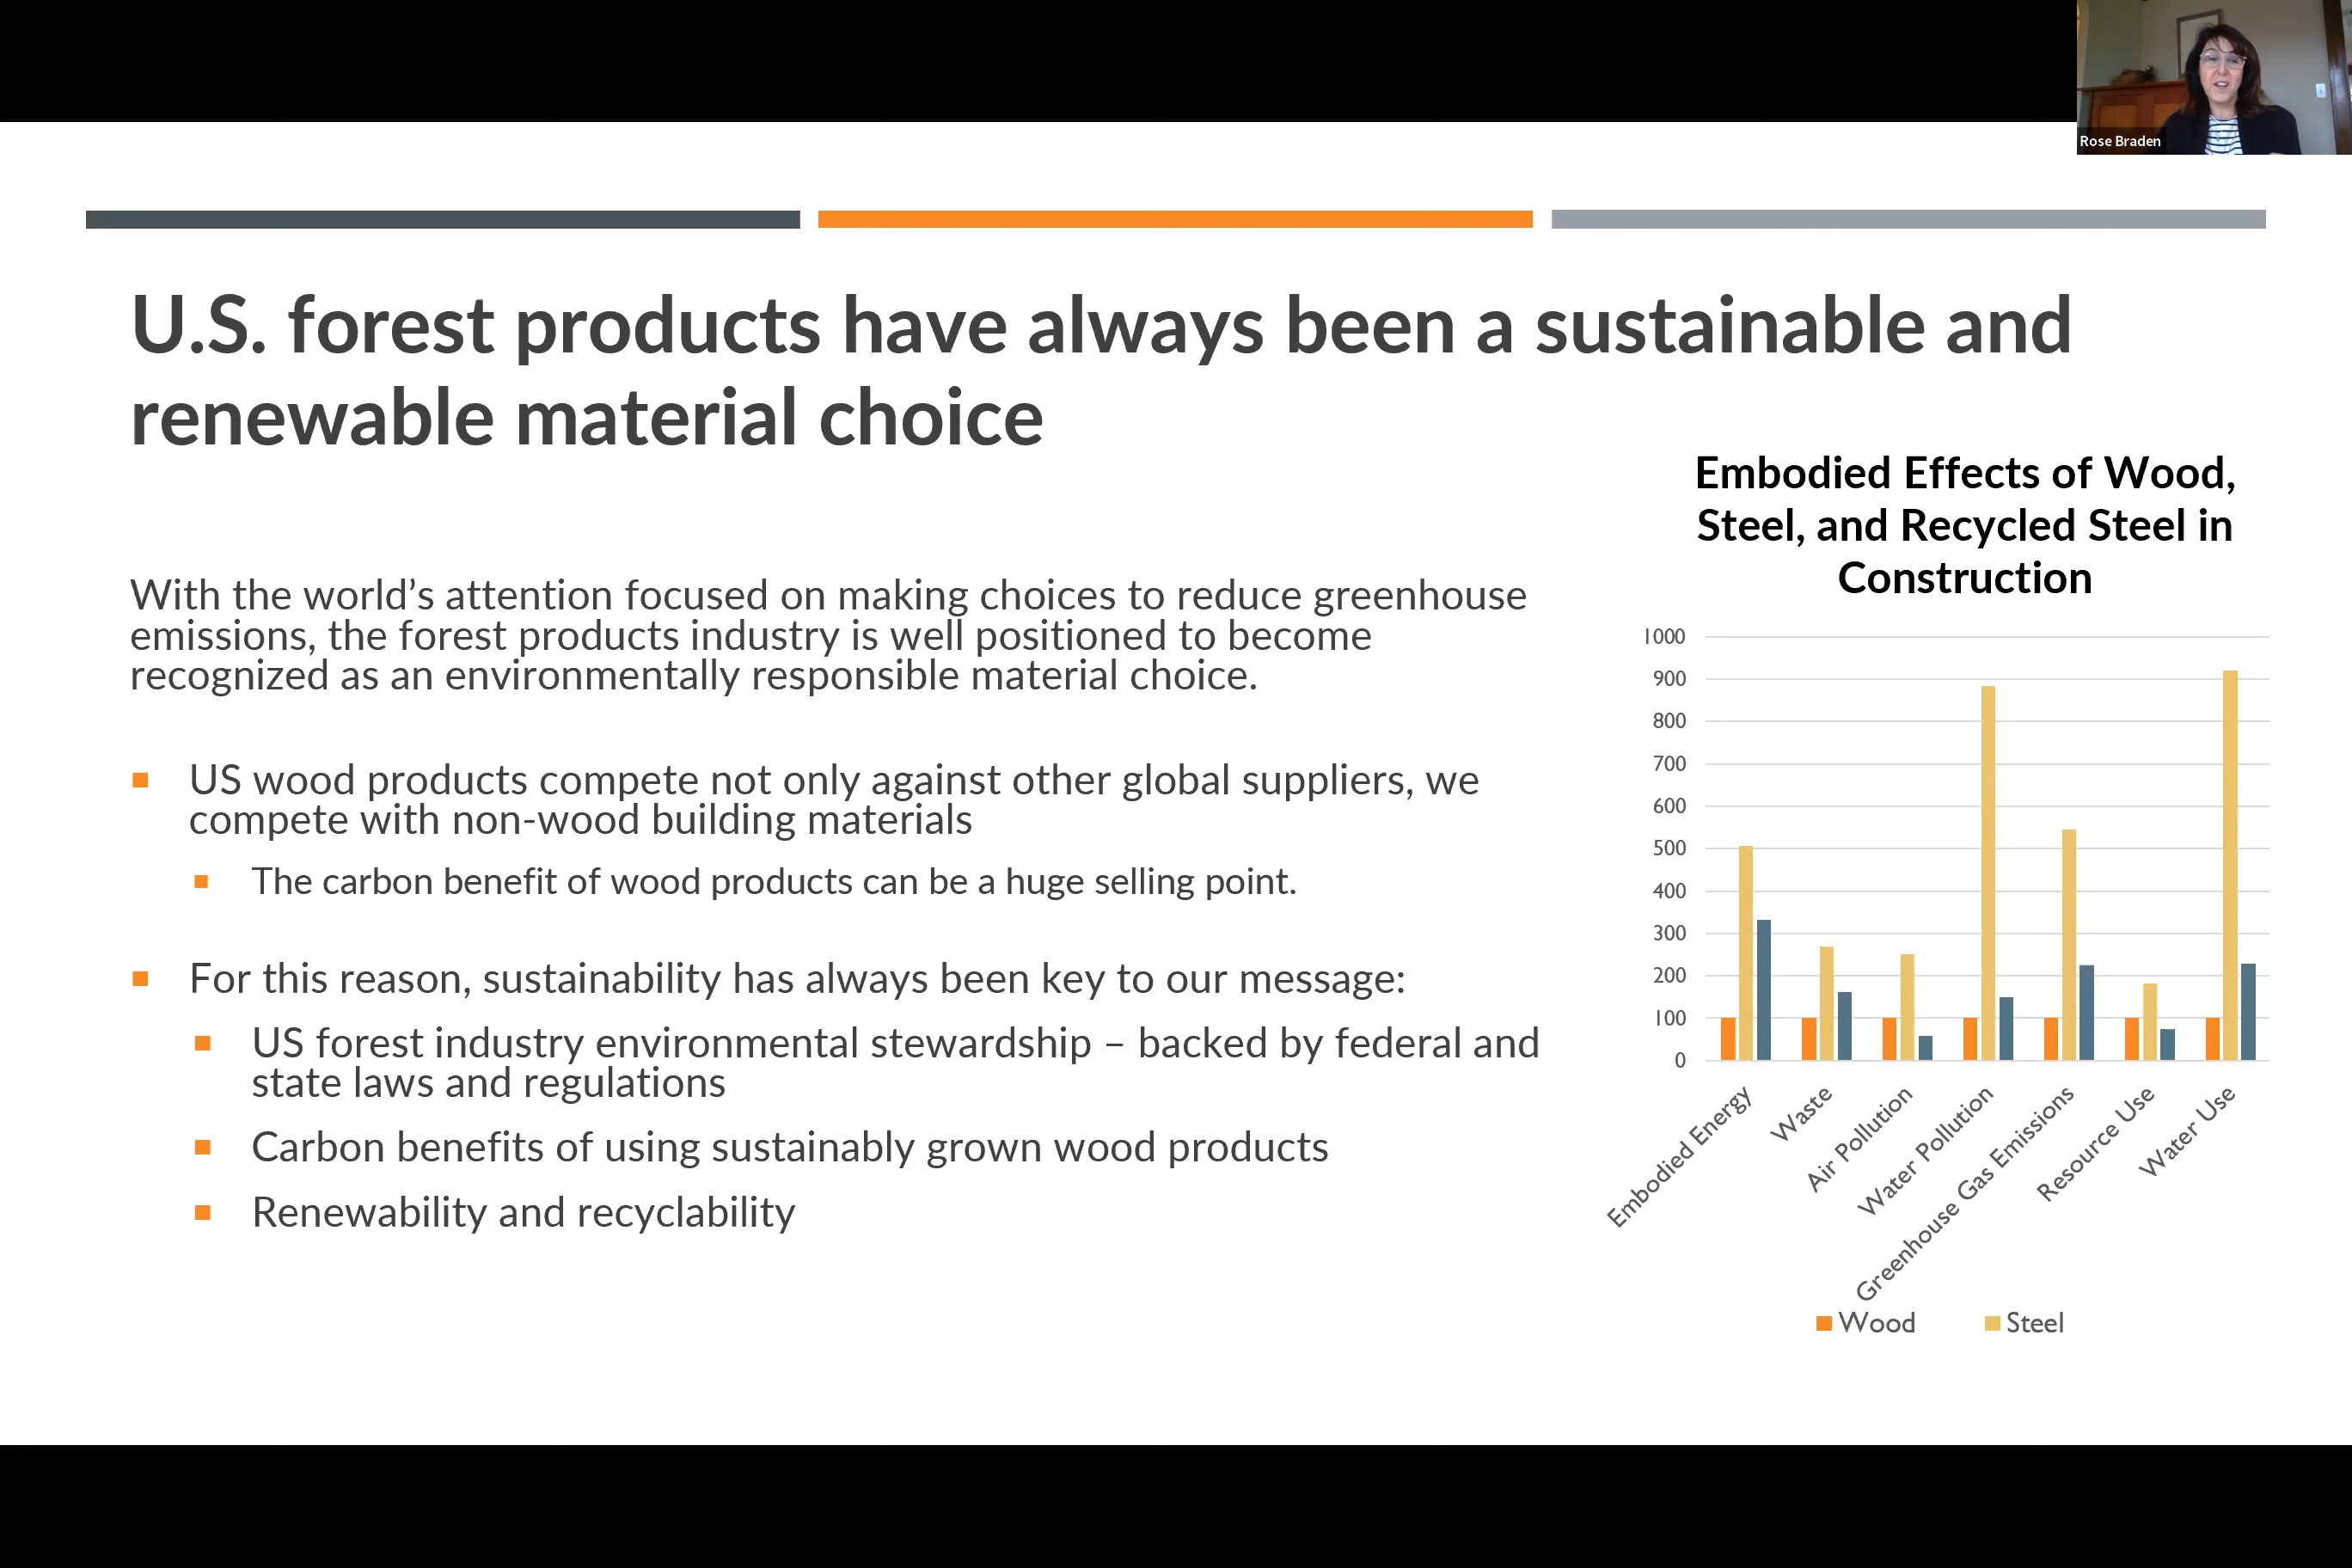 Rose Braden
U.S. forest products have always been a sustainable and
renewable material choice
With the world’s attention focused on making choices to reduce greenhouse
emissions, the forest products industry is well positioned to become
recognized as an environmentally responsible material choice.
US wood products compete not only against other global suppliers, we
compete with non-wood building materials
The carbon benefit of wood products can be a huge selling point.
For this reason, sustainability has always been key to our message:
US forest industry environmental stewardship – backed by federal and
state laws and regulations
Carbon benefits of using sustainably grown wood products
Renewability and recyclability
Embodied Effects of Wood,
Steel, and Recycled Steel in
Construction
1000
900
800
700
600
500
400
300
200
100
0
Embodied Energy
Waste
Air Pollution
Water Pollution
Greenhouse Gas Emissions
Resource Use
Water Use
Wood
Steel